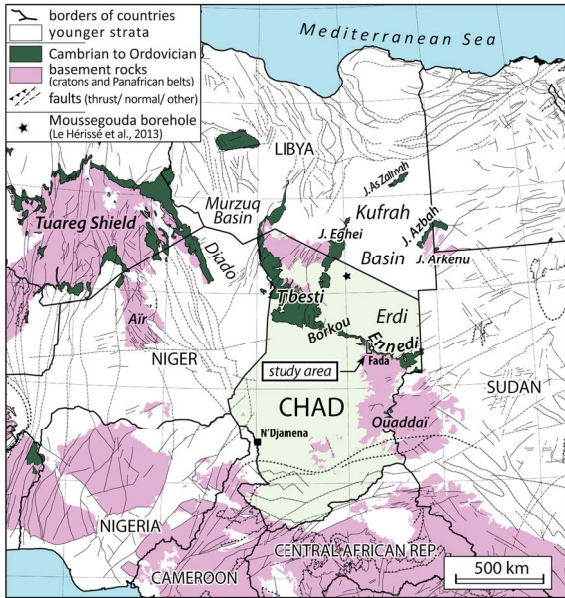 borders of countries
younger strata
Cambrian to Ordovician
basement rocks
(cratons and Panafrican belts)
faults (thrust/ normal/ other)
Moussegouda borehole
(Le Hérissé et al., 2013)
Mediterranean Sea
LIBYA
J. As Zalmah
Murzuq
Basin
Kufrah
Basin
J. Azbah
J. Arkenu
J. Eghei
Tuareg Shield
Djado
Tibesti
Erdi
Aïr
Borkou
Ennedi
NIGER
study area
Fada
SUDAN
CHAD
Ouaddaï
N'Djamena
NIGERIA
CENTRAL AFRICAN REP.
CAMEROON
500 km